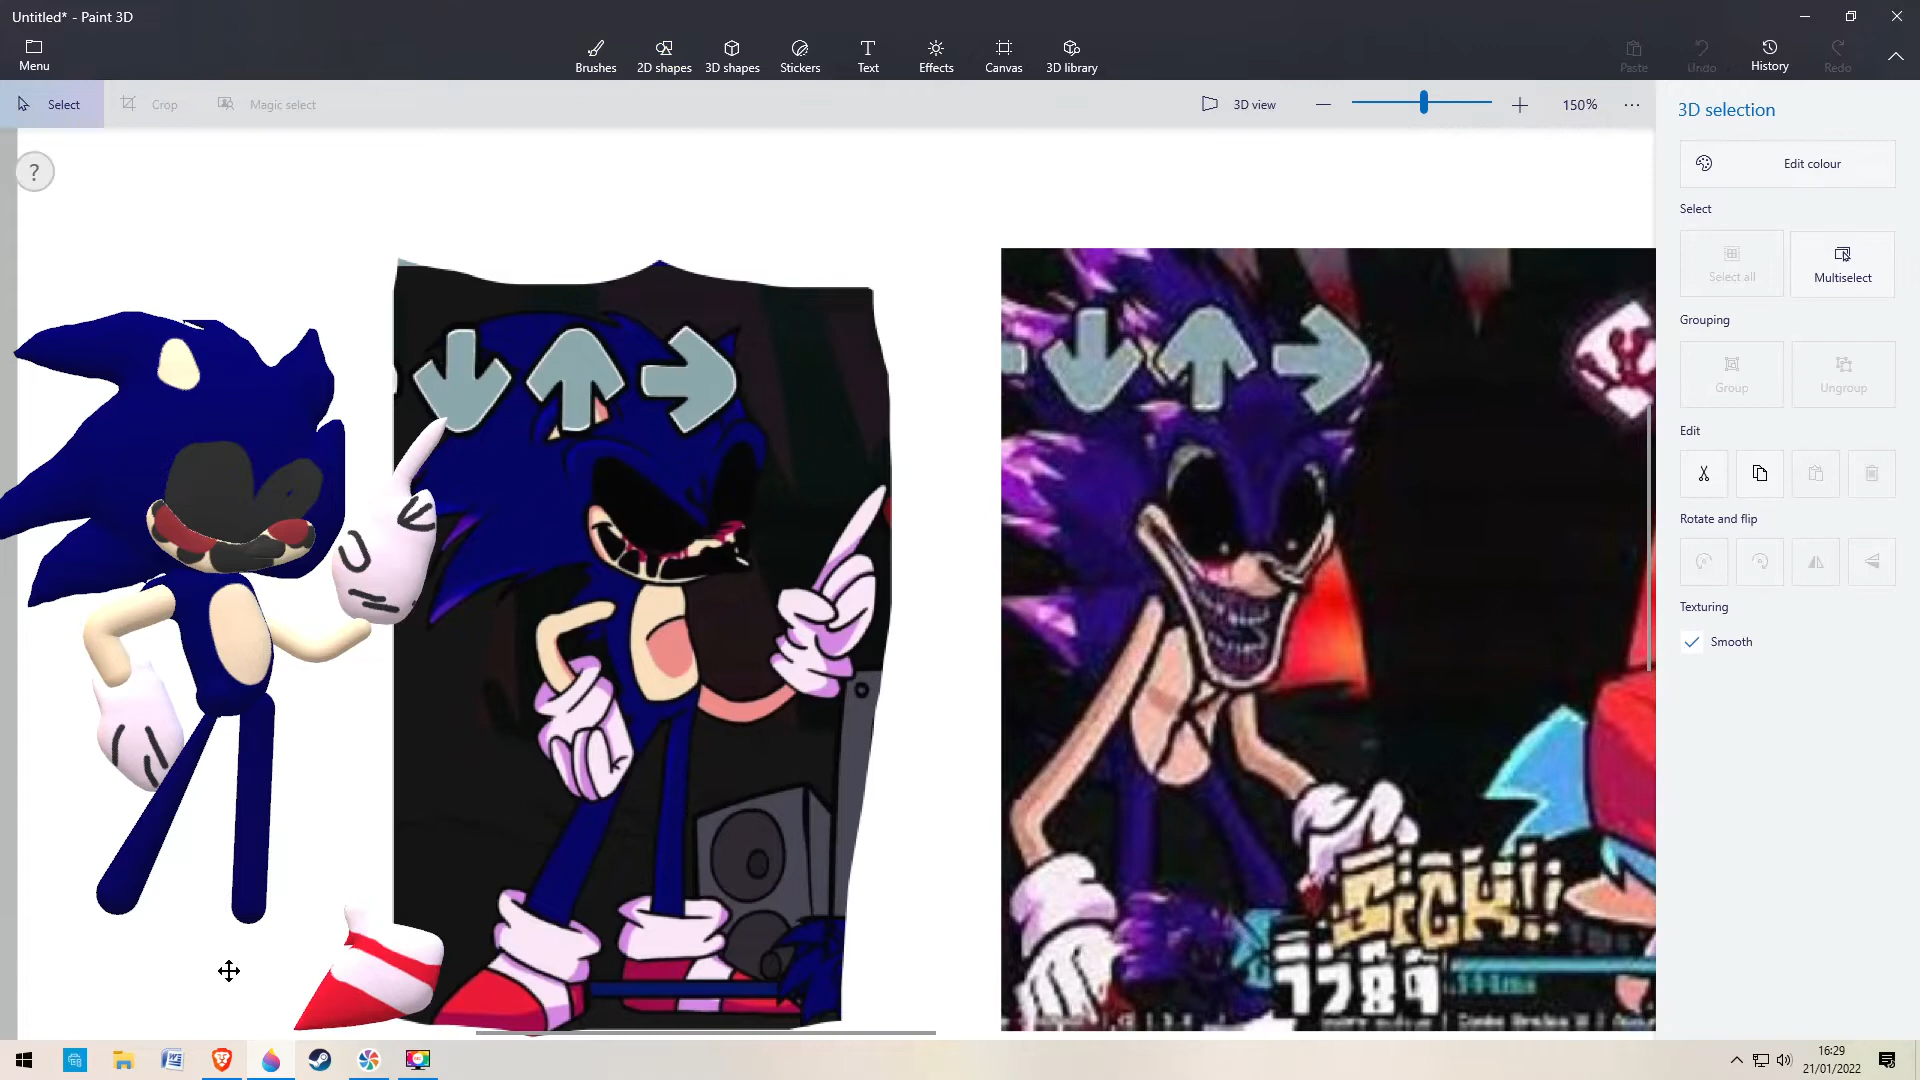 Untitled* - Paint 3D
Menu
Brushes
2D shapes
3D shapes
Stickers
Text
Effects
Canvas
3D library
Paste
Undo
History
Redo
Select
Crop
Magic select
3D view
150%
3D selection
?
Edit colour
Select
Select all
Multiselect
Grouping
Group
Ungroup
Edit
Rotate and flip
Texturing
Smooth
SiCK!!
16:29
21/01/2022